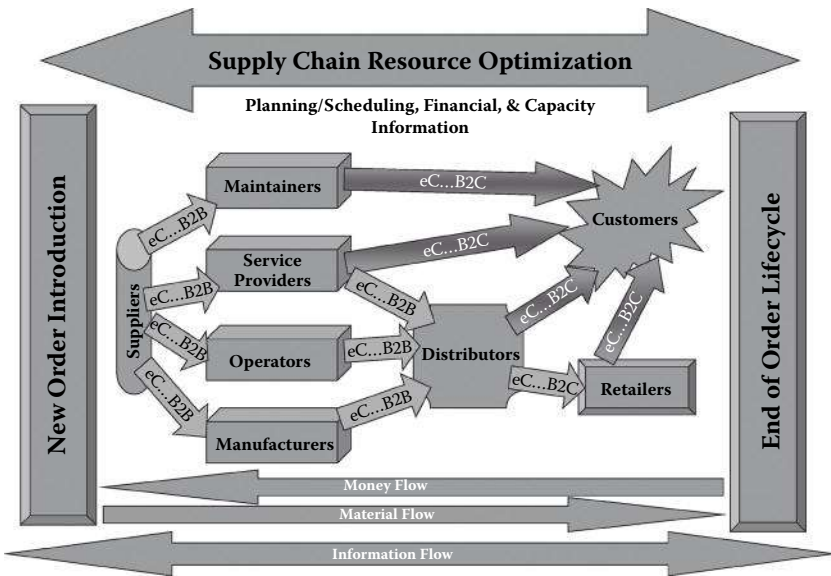 Supply Chain Resource Optimization
Planning/Scheduling, Financial, & Capacity
Information
New Order Introduction
Suppliers
eC...B2B
eC...B2B
eC...B2B
eC...B2B
Maintainers
Service
Providers
Operators
Manufacturers
eC...B2C
eC...B2C
eC...B2B
eC...B2B
eC...B2B
Distributors
eC...B2C
eC...B2C
eC...B2C
Customers
Retailers
End of Order Lifecycle
Money Flow
Material Flow
Information Flow